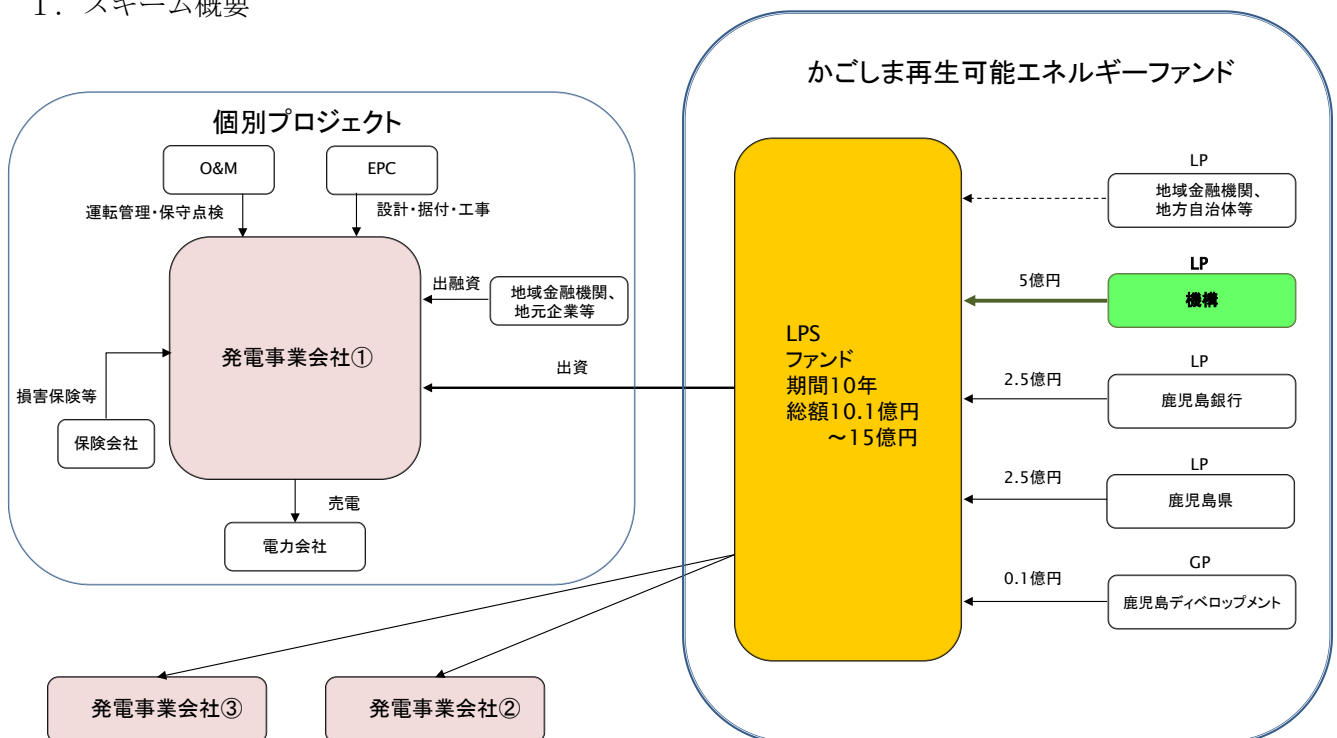 1．スキーム概要
かごしま再生可能エネルギーファンド
個別プロジェクト
O&M
EPC
運転管理・保守点検
設計・据付・工事
出融資
地域金融機関、
地元企業等
発電事業会社①
出資
損害保険等
保険会社
売電
電力会社
発電事業会社③
発電事業会社②
LPS
ファンド
期間10年
総額10.1億円
～15億円
LP
地域金融機関、
地方自治体等
LP
5億円
機構
LP
2.5億円
鹿児島銀行
LP
2.5億円
鹿児島県
GP
0.1億円
鹿児島ディベロップメント